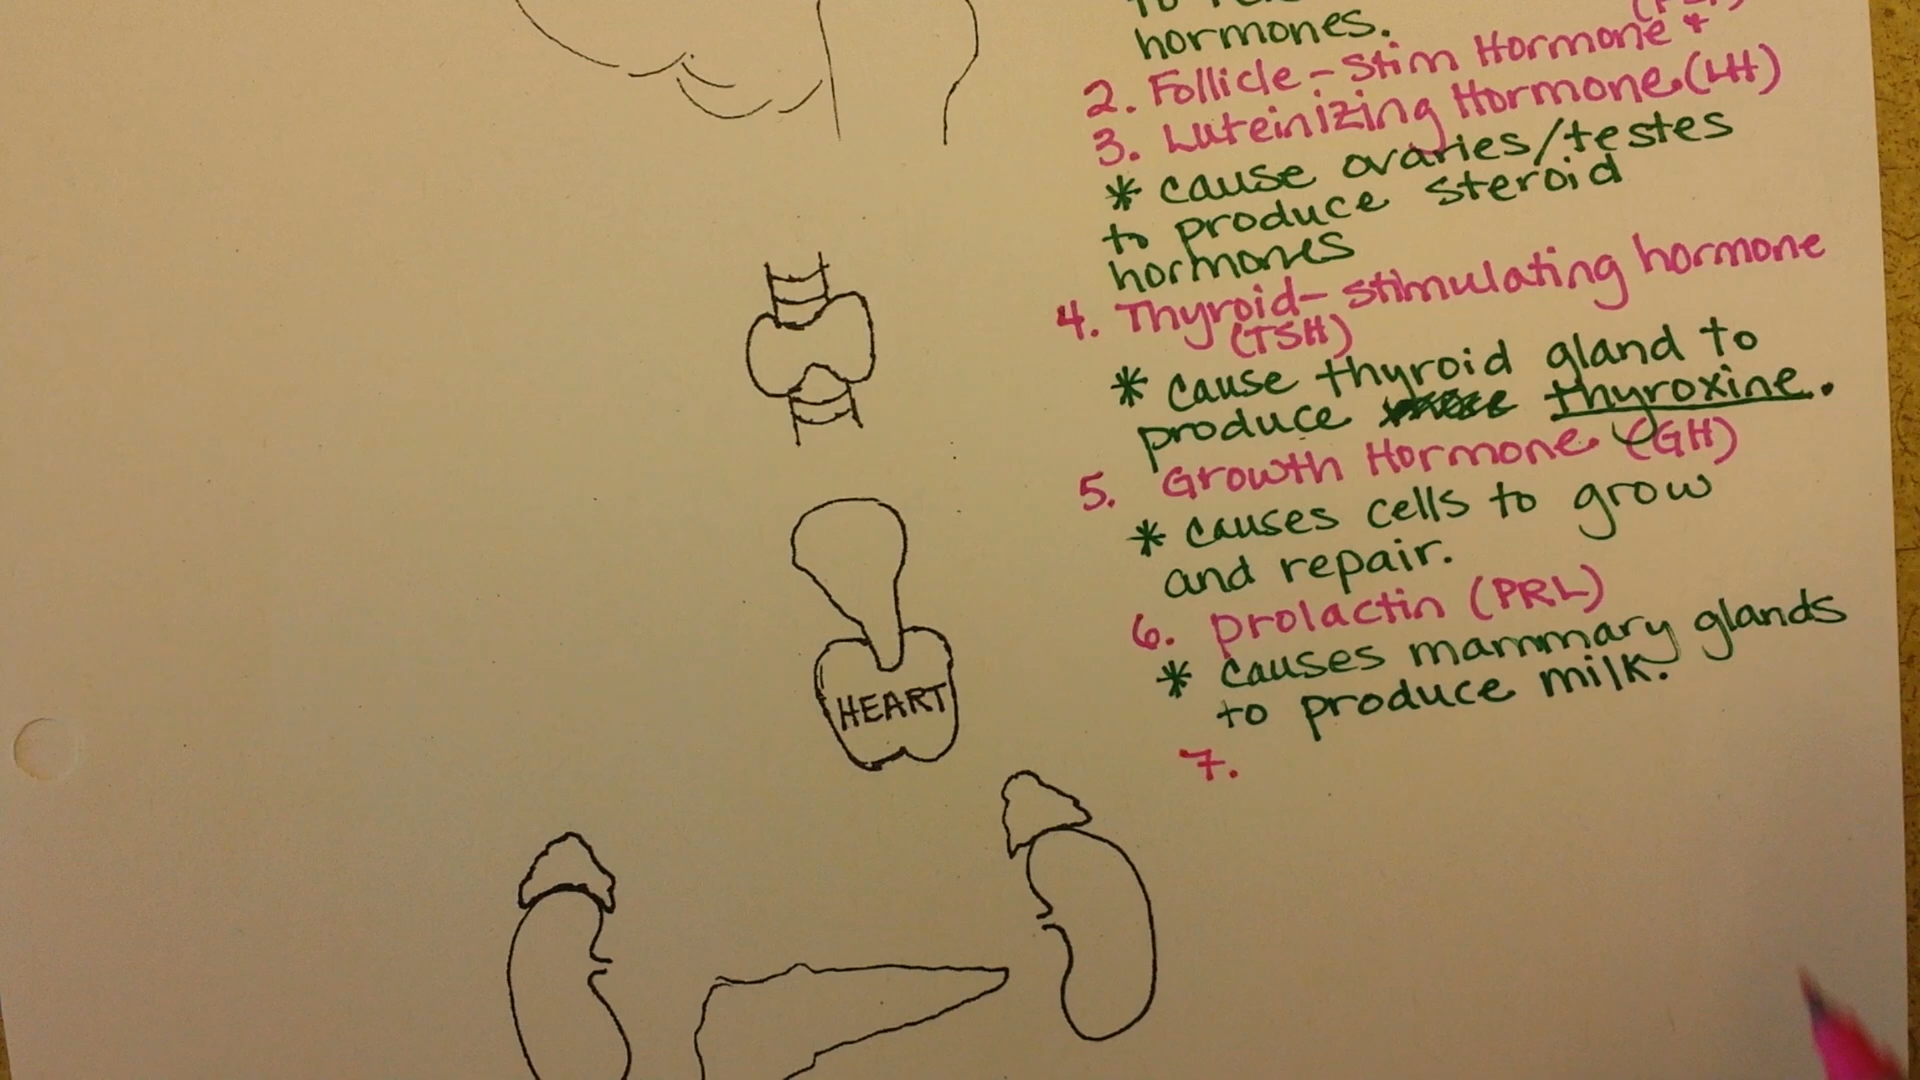 hormones.
2. Follicle-Stim Hormone +
3. Luteinizing Hormone (LH)
* cause ovaries/testes
to produce steroid
hormones
4. Thyroid-stimulating hormone
(TSH)
* cause thyroid gland to
produce thyroxine.
5. Growth Hormone (GH)
* causes cells to grow
and repair.
6. prolactin (PRL)
* causes mammary glands
to produce milk.
7.
HEART